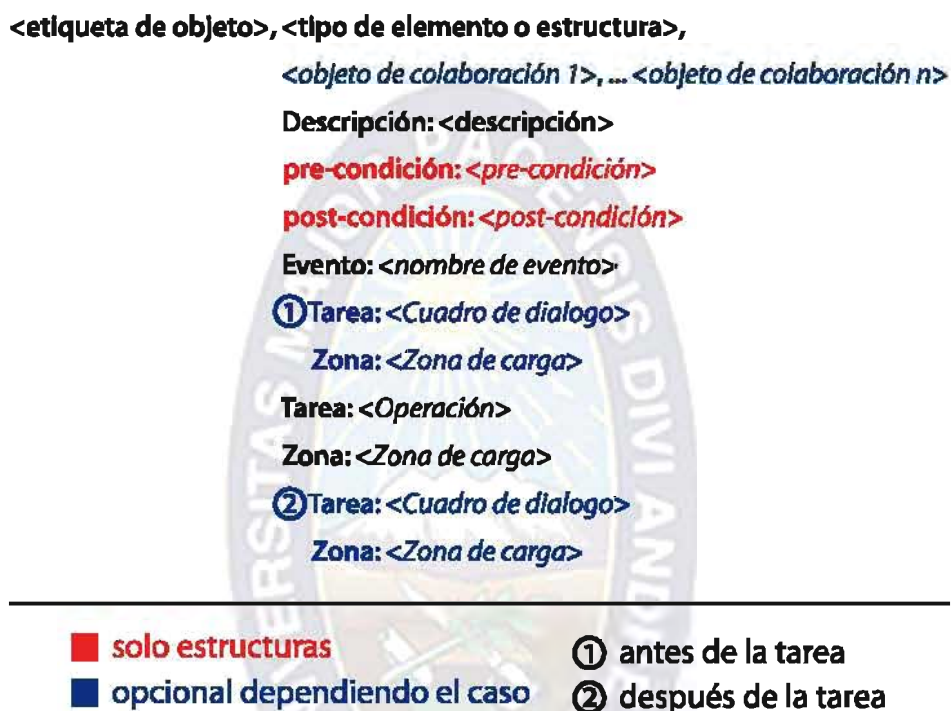 <etiqueta de objeto>, <tipo de elemento o estructura>,
<objeto de colaboración 1>, ... <objeto de colaboración n>
Descripción: <descripción>
pre-condición: <pre-condición>
post-condición: <post-condición>
Evento: <nombre de evento>
①Tarea: <Cuadro de dialogo>
Zona: <Zona de carga>
Tarea: <Operación>
Zona: <Zona de carga>
②Tarea: <Cuadro de dialogo>
Zona: <Zona de carga>
solo estructuras
① antes de la tarea
opcional dependiendo el caso
② después de la tarea